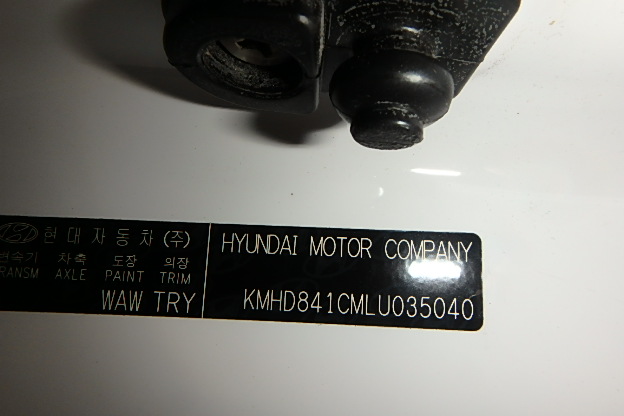 현대자동차(주)
변속기 차축 도장 의장
RANSM AXLE PAINT TRIM
WAW TRY
HYUNDAI MOTOR COMPANY
KMHD841CMLU035040